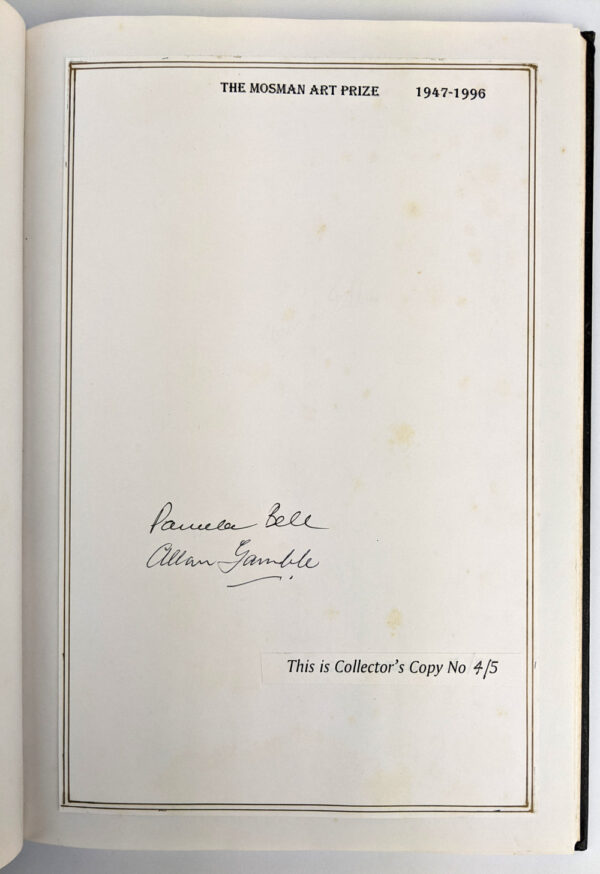 THE MOSMAN ART PRIZE 1947-1996
Pamela Bell
Allan Gamble
This is Collector's Copy No 4/5